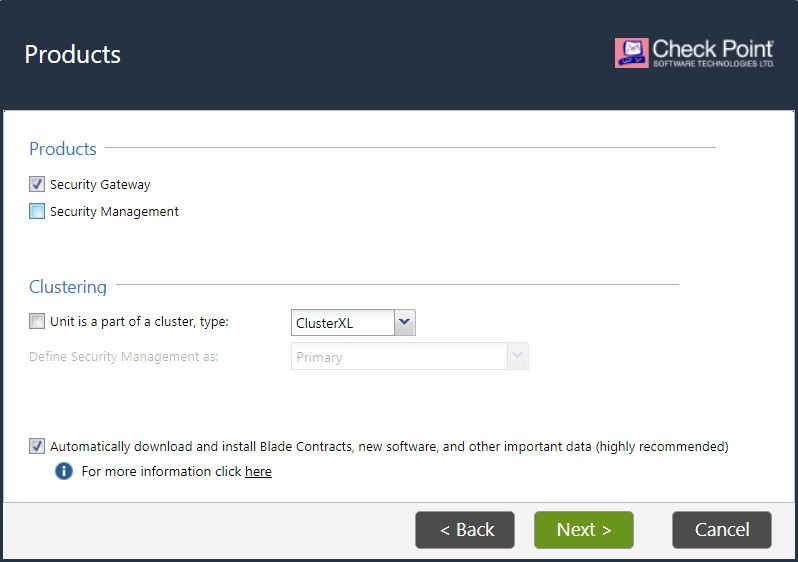 Products
Check Point
SOFTWARE TECHNOLOGIES LTD.
Products
Security Gateway
Security Management
Clustering
Unit is a part of a cluster, type:
ClusterXL
Define Security Management as:
Primary
Automatically download and install Blade Contracts, new software, and other important data (highly recommended)
i For more information click here
< Back
Next >
Cancel